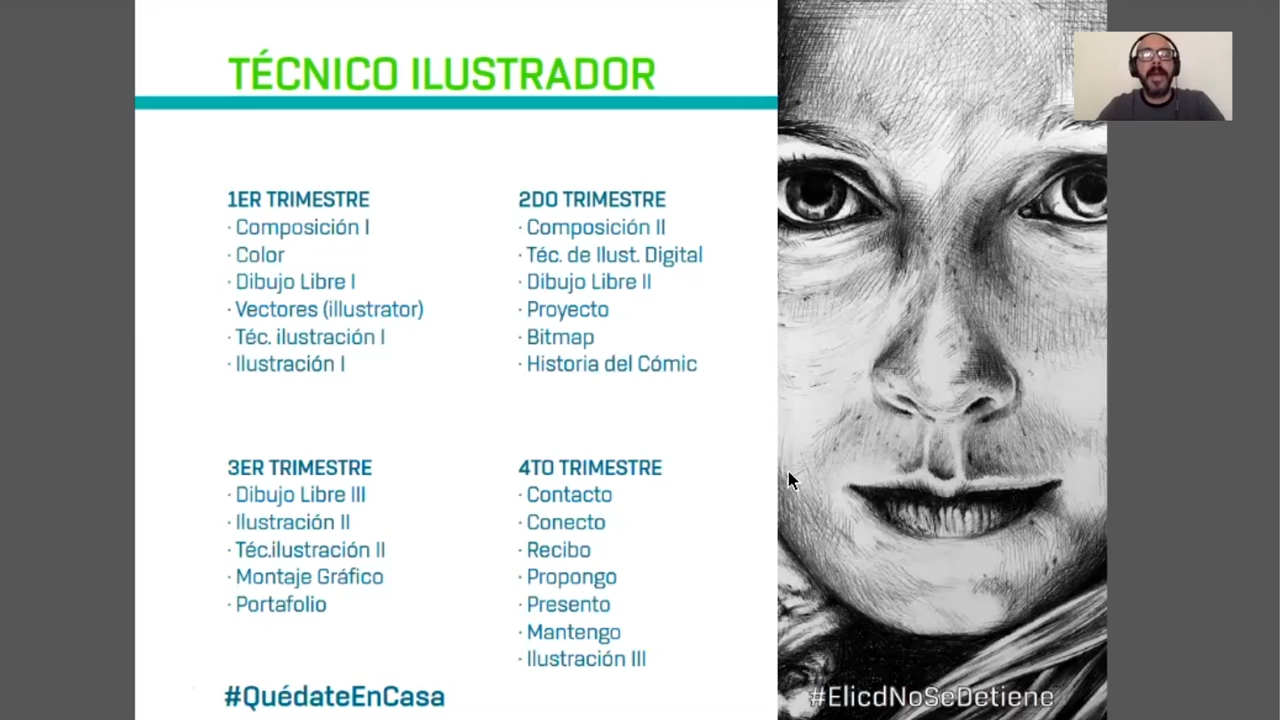 TÉCNICO ILUSTRADOR
1ER TRIMESTRE
· Composición I
· Color
· Dibujo Libre I
· Vectores (illustrator)
· Téc. ilustración I
· Ilustración I
2DO TRIMESTRE
· Composición II
· Téc. de Ilust. Digital
· Dibujo Libre II
· Proyecto
· Bitmap
· Historia del Cómic
3ER TRIMESTRE
· Dibujo Libre III
· Ilustración II
· Téc.ilustración II
· Montaje Gráfico
· Portafolio
4TO TRIMESTRE
· Contacto
· Conecto
· Recibo
· Propongo
· Presento
· Mantengo
· Ilustración III
#QuédateEnCasa
#ElicdNoSeDetiene